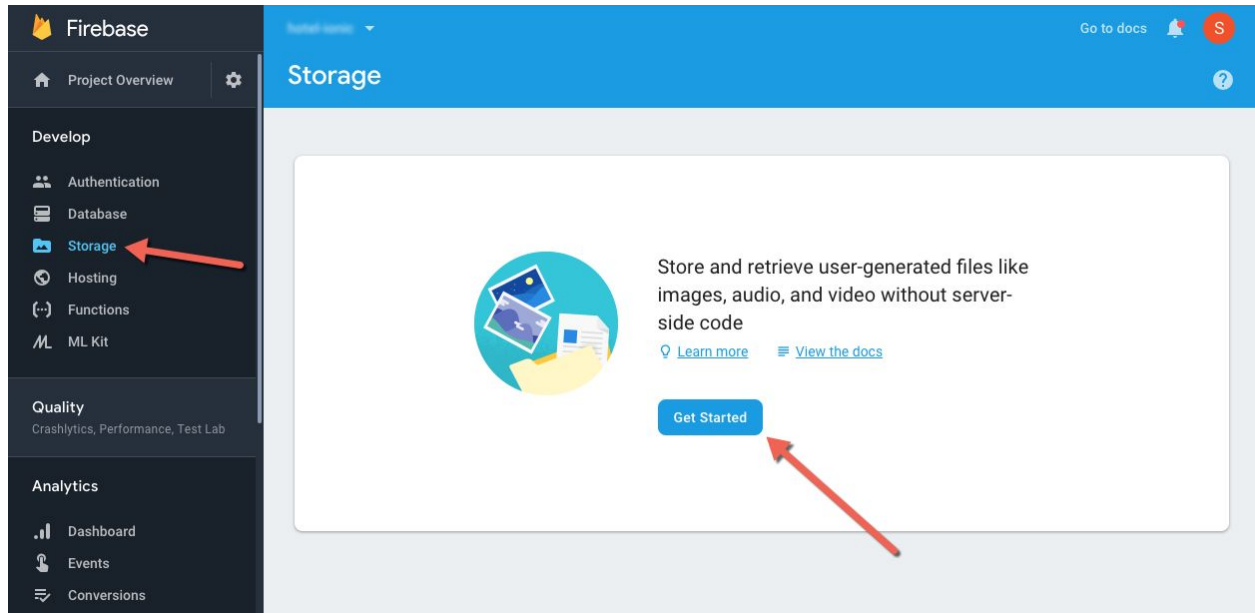 Firebase
Go to docs
S
Project Overview
Storage
?
Develop
Authentication
Database
Storage
Hosting
Functions
ML Kit
Store and retrieve user-generated files like
images, audio, and video without server-
side code
Learn more
View the docs
Get Started
Quality
Crashlytics, Performance, Test Lab
Analytics
Dashboard
Events
Conversions